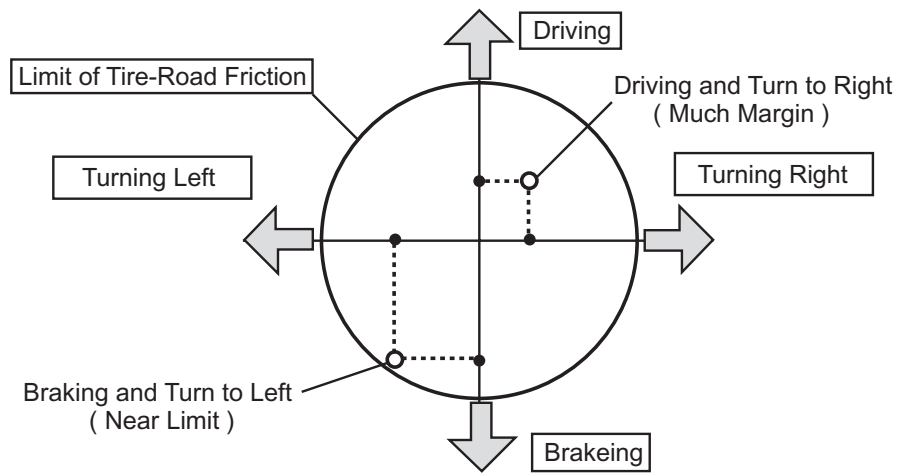 Driving
Limit of Tire-Road Friction
Driving and Turn to Right
( Much Margin )
Turning Left
Turning Right
Braking and Turn to Left
( Near Limit )
Brakeing